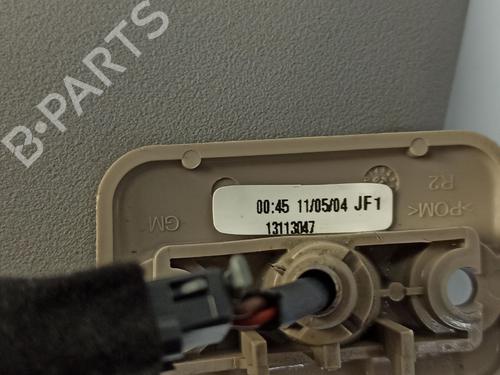 B-PARTS
00:45 11/05/04 JF1
13113047
GM
R2
>POM<